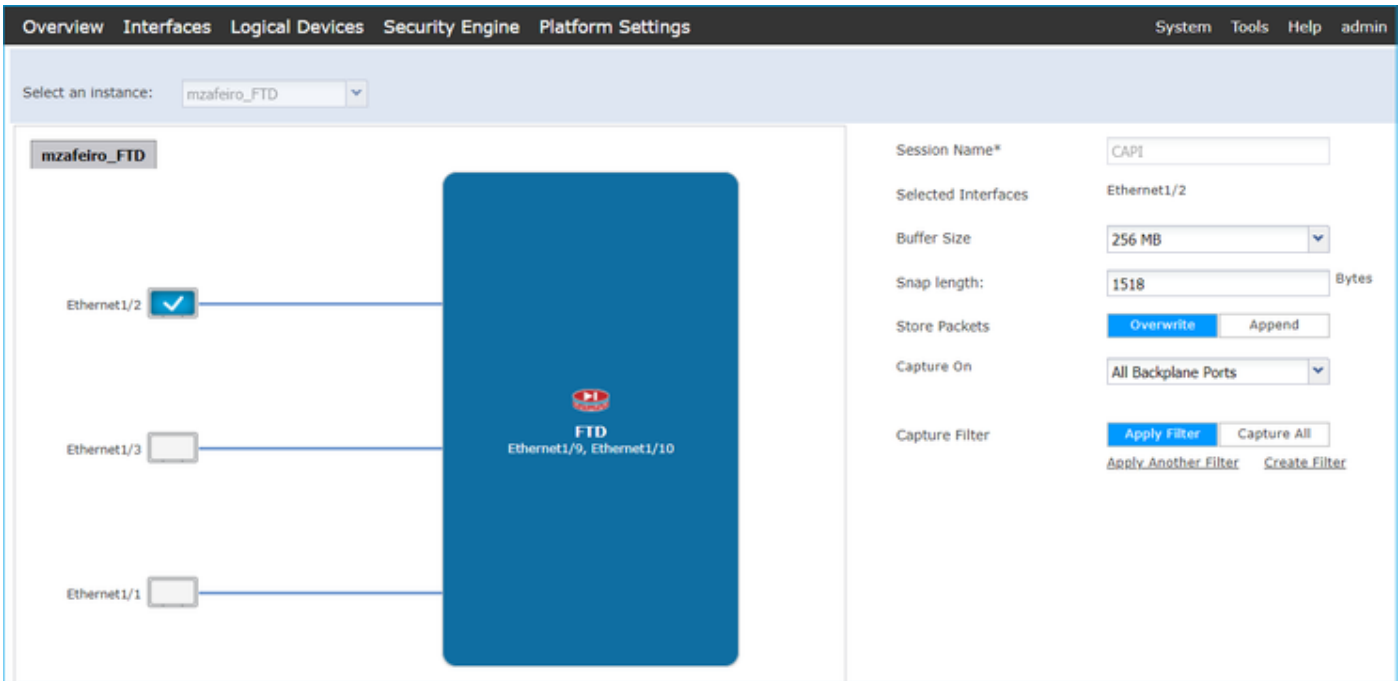 Overview Interfaces Logical Devices Security Engine Platform Settings System Tools Help admin
Select an instance: mzafeiro_FTD
mzafeiro_FTD
Ethernet1/2
Ethernet1/3
Ethernet1/1
FTD
Ethernet1/9, Ethernet1/10
Session Name* CAPI
Selected Interfaces Ethernet1/2
Buffer Size 256 MB
Snap length: 1518 Bytes
Store Packets Overwrite Append
Capture On All Backplane Ports
Capture Filter Apply Filter Capture All
Apply Another Filter Create Filter